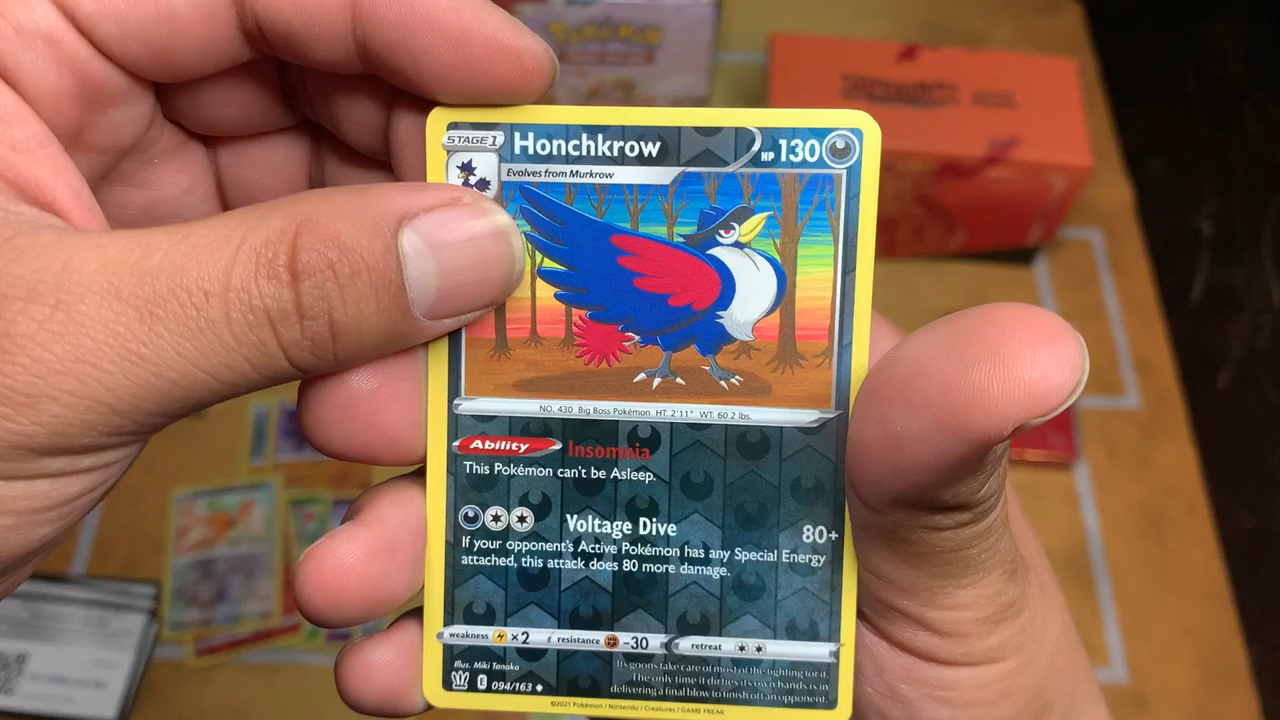 Pokémon
STAGE 1
Honchkrow
HP 130
Evolves from Murkrow
NO. 430 Big Boss Pokémon HT: 2'11" WT: 60.2 lbs.
Ability Insomnia
This Pokémon can't be Asleep.
Voltage Dive 80+
If your opponent's Active Pokémon has any Special Energy
attached, this attack does 80 more damage.
weakness ×2 resistance -30 retreat
Illus. Miki Tanaka
094/163
Its goons take care of most of the fighting for it.
The only time it dirties its own hands is in
delivering a final blow to finish off an opponent.
©2021 Pokémon / Nintendo / Creatures / GAME FREAK